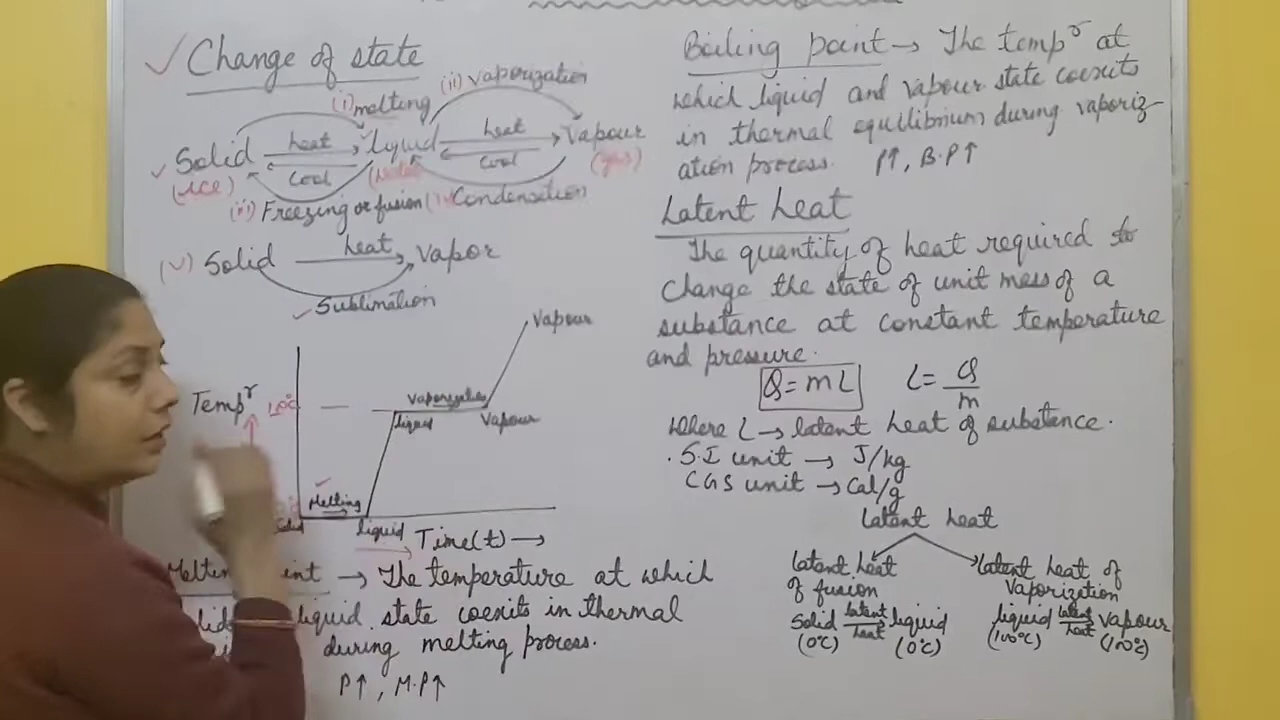 Change of state
(i) melting
(ii) Vaporization
Solid heat liquid heat Vapour
cool cool
(ice) (gas)
Freezing or fusion Condensation
(v) Solid heat Vapor
Sublimation
Vapour
Temp^r
Vaporization
liquid Vapour
Melting
liquid Time(t) →
→ The temperature at which
liquid state coexits in thermal
during melting process.
P↑, M.P↑
Boiling point → The temp^r at
which liquid and vapour state coexits
in thermal equilibrium during vaporiz-
ation process. P↑, B.P↑
Latent heat
The quantity of heat required to
Change the state of unit mass of a
substance at constant temperature
and pressure.
Q = mL L = Q/m
Where L → latent heat of substance.
S.I unit → J/kg
CGS unit → Cal/g
Latent heat
Latent heat of fusion
Solid latent heat liquid
(0°C) (0°C)
Latent heat of Vaporization
liquid latent heat vapour
(100°C) (100°C)